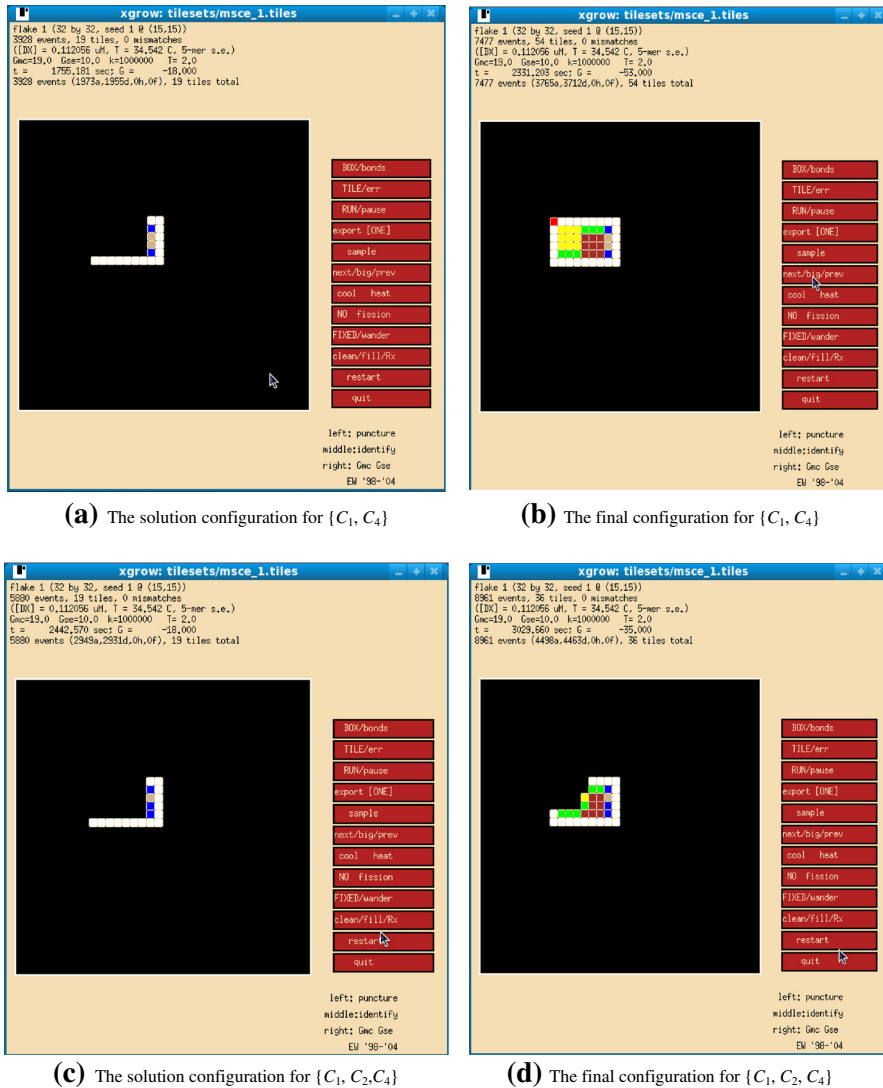 xgrow: tilesets/msce_1.tiles
flake 1 (32 by 32, seed 1 @ (15,15))
3928 events, 19 tiles, 0 mismatches
([DX] = 0.112056 uM, T = 34.542 C, 5-mer s.e.)
Gmc=19.0 Gse=10.0 k=1000000 T= 2.0
t = 1755.181 sec; G = -18.000
3928 events (1973a,1955d,0h,0f), 19 tiles total
BOX/bonds
TILE/err
RUN/pause
export [ONE]
sample
next/big/prev
cool heat
NO fission
FIXED/wander
clean/fill/Rx
restart
quit
left: puncture
middle:identify
right: Gmc Gse
EW '98-'04
(a) The solution configuration for {C1, C4}
xgrow: tilesets/msce_1.tiles
flake 1 (32 by 32, seed 1 @ (15,15))
7477 events, 54 tiles, 0 mismatches
([DX] = 0.112056 uM, T = 34.542 C, 5-mer s.e.)
Gmc=19.0 Gse=10.0 k=1000000 T= 2.0
t = 2331.203 sec; G = -53.000
7477 events (3765a,3712d,0h,0f), 54 tiles total
BOX/bonds
TILE/err
RUN/pause
export [ONE]
sample
next/big/prev
cool heat
NO fission
FIXED/wander
clean/fill/Rx
restart
quit
left: puncture
middle:identify
right: Gmc Gse
EW '98-'04
(b) The final configuration for {C1, C4}
xgrow: tilesets/msce_1.tiles
flake 1 (32 by 32, seed 1 @ (15,15))
5880 events, 19 tiles, 0 mismatches
([DX] = 0.112056 uM, T = 34.542 C, 5-mer s.e.)
Gmc=19.0 Gse=10.0 k=1000000 T= 2.0
t = 2442.570 sec; G = -18.000
5880 events (2949a,2931d,0h,0f), 19 tiles total
BOX/bonds
TILE/err
RUN/pause
export [ONE]
sample
next/big/prev
cool heat
NO fission
FIXED/wander
clean/fill/Rx
restart
quit
left: puncture
middle:identify
right: Gmc Gse
EW '98-'04
(c) The solution configuration for {C1, C2,C4}
xgrow: tilesets/msce_1.tiles
flake 1 (32 by 32, seed 1 @ (15,15))
8961 events, 36 tiles, 0 mismatches
([DX] = 0.112056 uM, T = 34.542 C, 5-mer s.e.)
Gmc=19.0 Gse=10.0 k=1000000 T= 2.0
t = 3029.660 sec; G = -35.000
8961 events (4498a,4463d,0h,0f), 36 tiles total
BOX/bonds
TILE/err
RUN/pause
export [ONE]
sample
next/big/prev
cool heat
NO fission
FIXED/wander
clean/fill/Rx
restart
quit
left: puncture
middle:identify
right: Gmc Gse
EW '98-'04
(d) The final configuration for {C1, C2, C4}